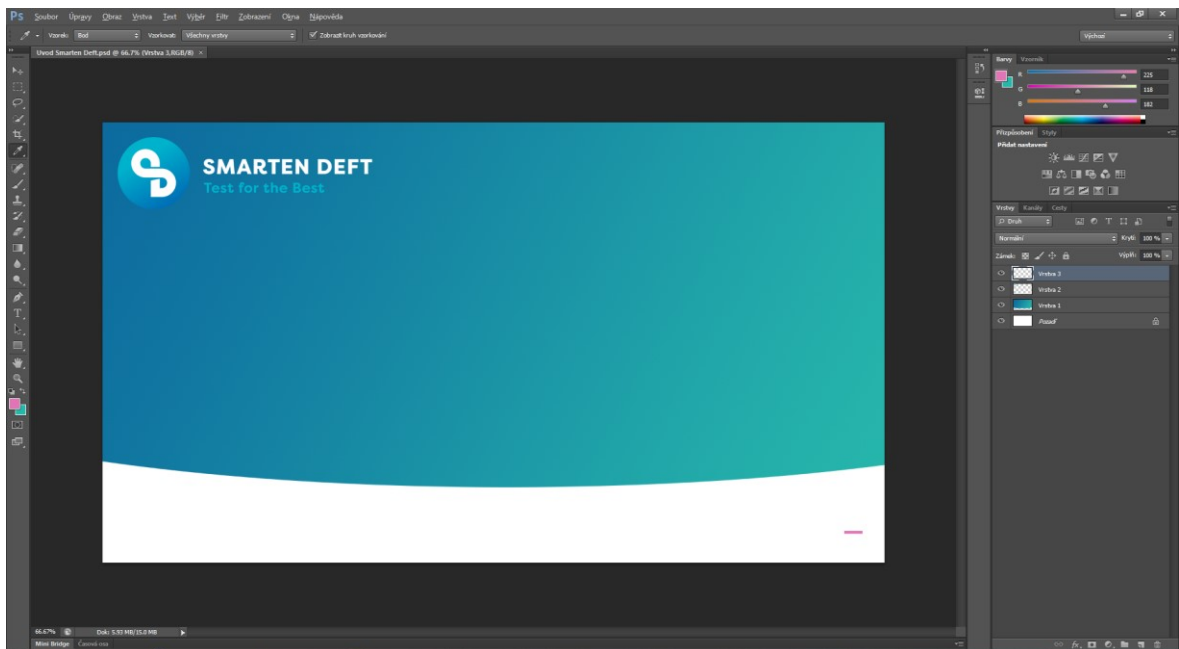 Ps Soubor Úpravy Obraz Vrstva Text Výběr Filtr Zobrazení Okna Nápověda
Vzorek: Bod Vzorkovat: Všechny vrstvy Zobrazit kruh vzorkování Výchozí
Uvod Smarten Deft.psd @ 66.7% (Vrstva 3,RGB/8) ×
Barvy Vzorník
R 225
G 118
B 182
Přizpůsobení Styly
Přidat nastavení
Vrstvy Kanály Cesty
Druh
Normální Krytí: 100 %
Zámek: Výplň: 100 %
Vrstva 3
Vrstva 2
Vrstva 1
Pozadí
SMARTEN DEFT
Test for the Best
66.67% Dok: 5.93 MB/15.0 MB
Mini Bridge Časová osa